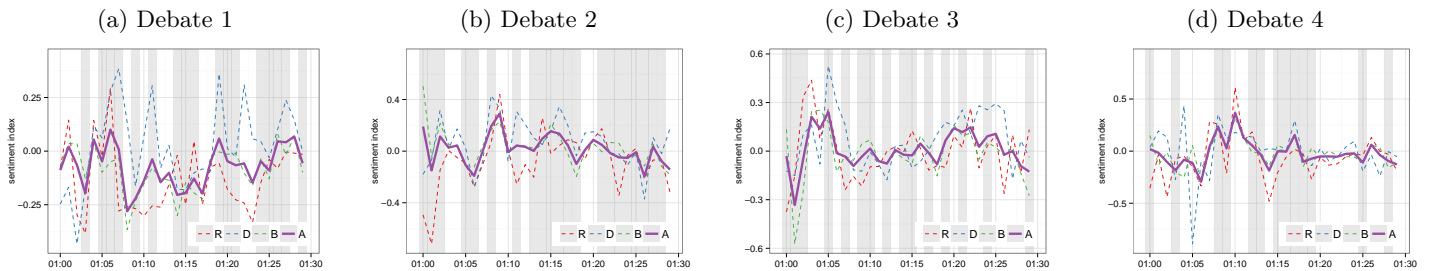 (a) Debate 1
sentiment index
0.25
0.00
−0.25
R D B A
01:00 01:05 01:10 01:15 01:20 01:25 01:30
(b) Debate 2
sentiment index
0.4
0.0
−0.4
R D B A
01:00 01:05 01:10 01:15 01:20 01:25 01:30
(c) Debate 3
sentiment index
0.6
0.3
0.0
−0.3
−0.6
R D B A
01:00 01:05 01:10 01:15 01:20 01:25 01:30
(d) Debate 4
sentiment index
0.5
0.0
−0.5
R D B A
01:00 01:05 01:10 01:15 01:20 01:25 01:30